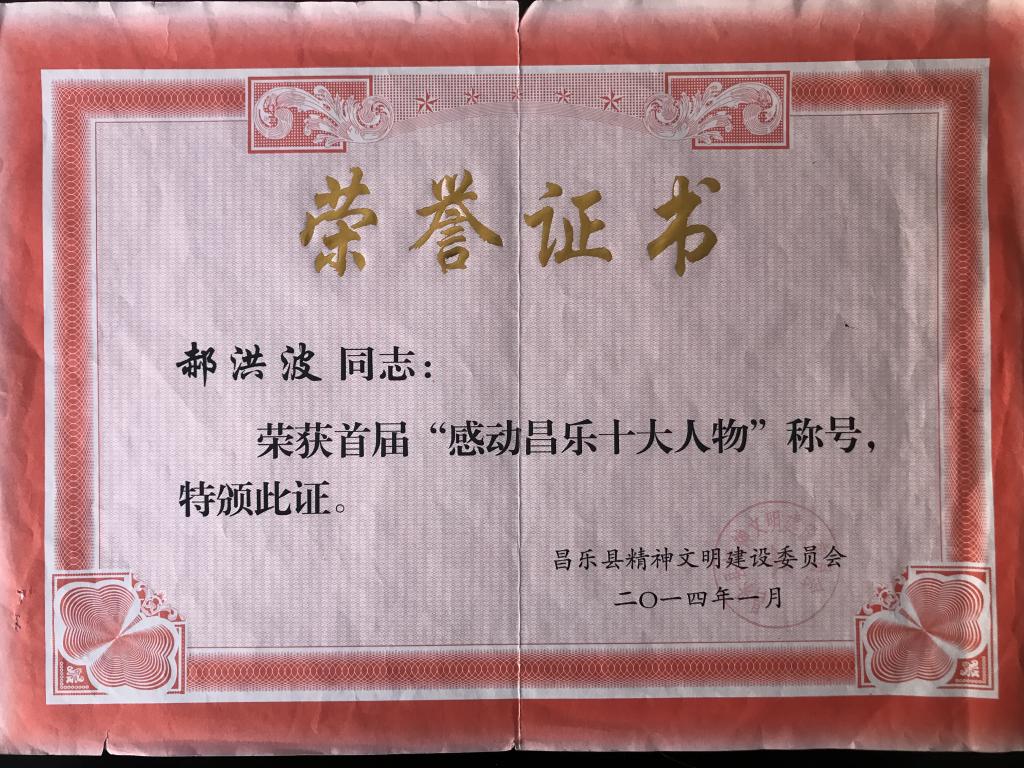 荣誉证书
郝洪波 同志：
荣获首届“感动昌乐十大人物”称号，
特颁此证。
昌乐县精神文明建设委员会
二〇一四年一月